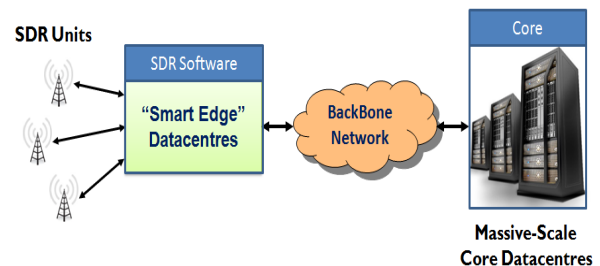 SDR Units
SDR Software
“Smart Edge”
Datacentres
BackBone
Network
Core
Massive-Scale
Core Datacentres